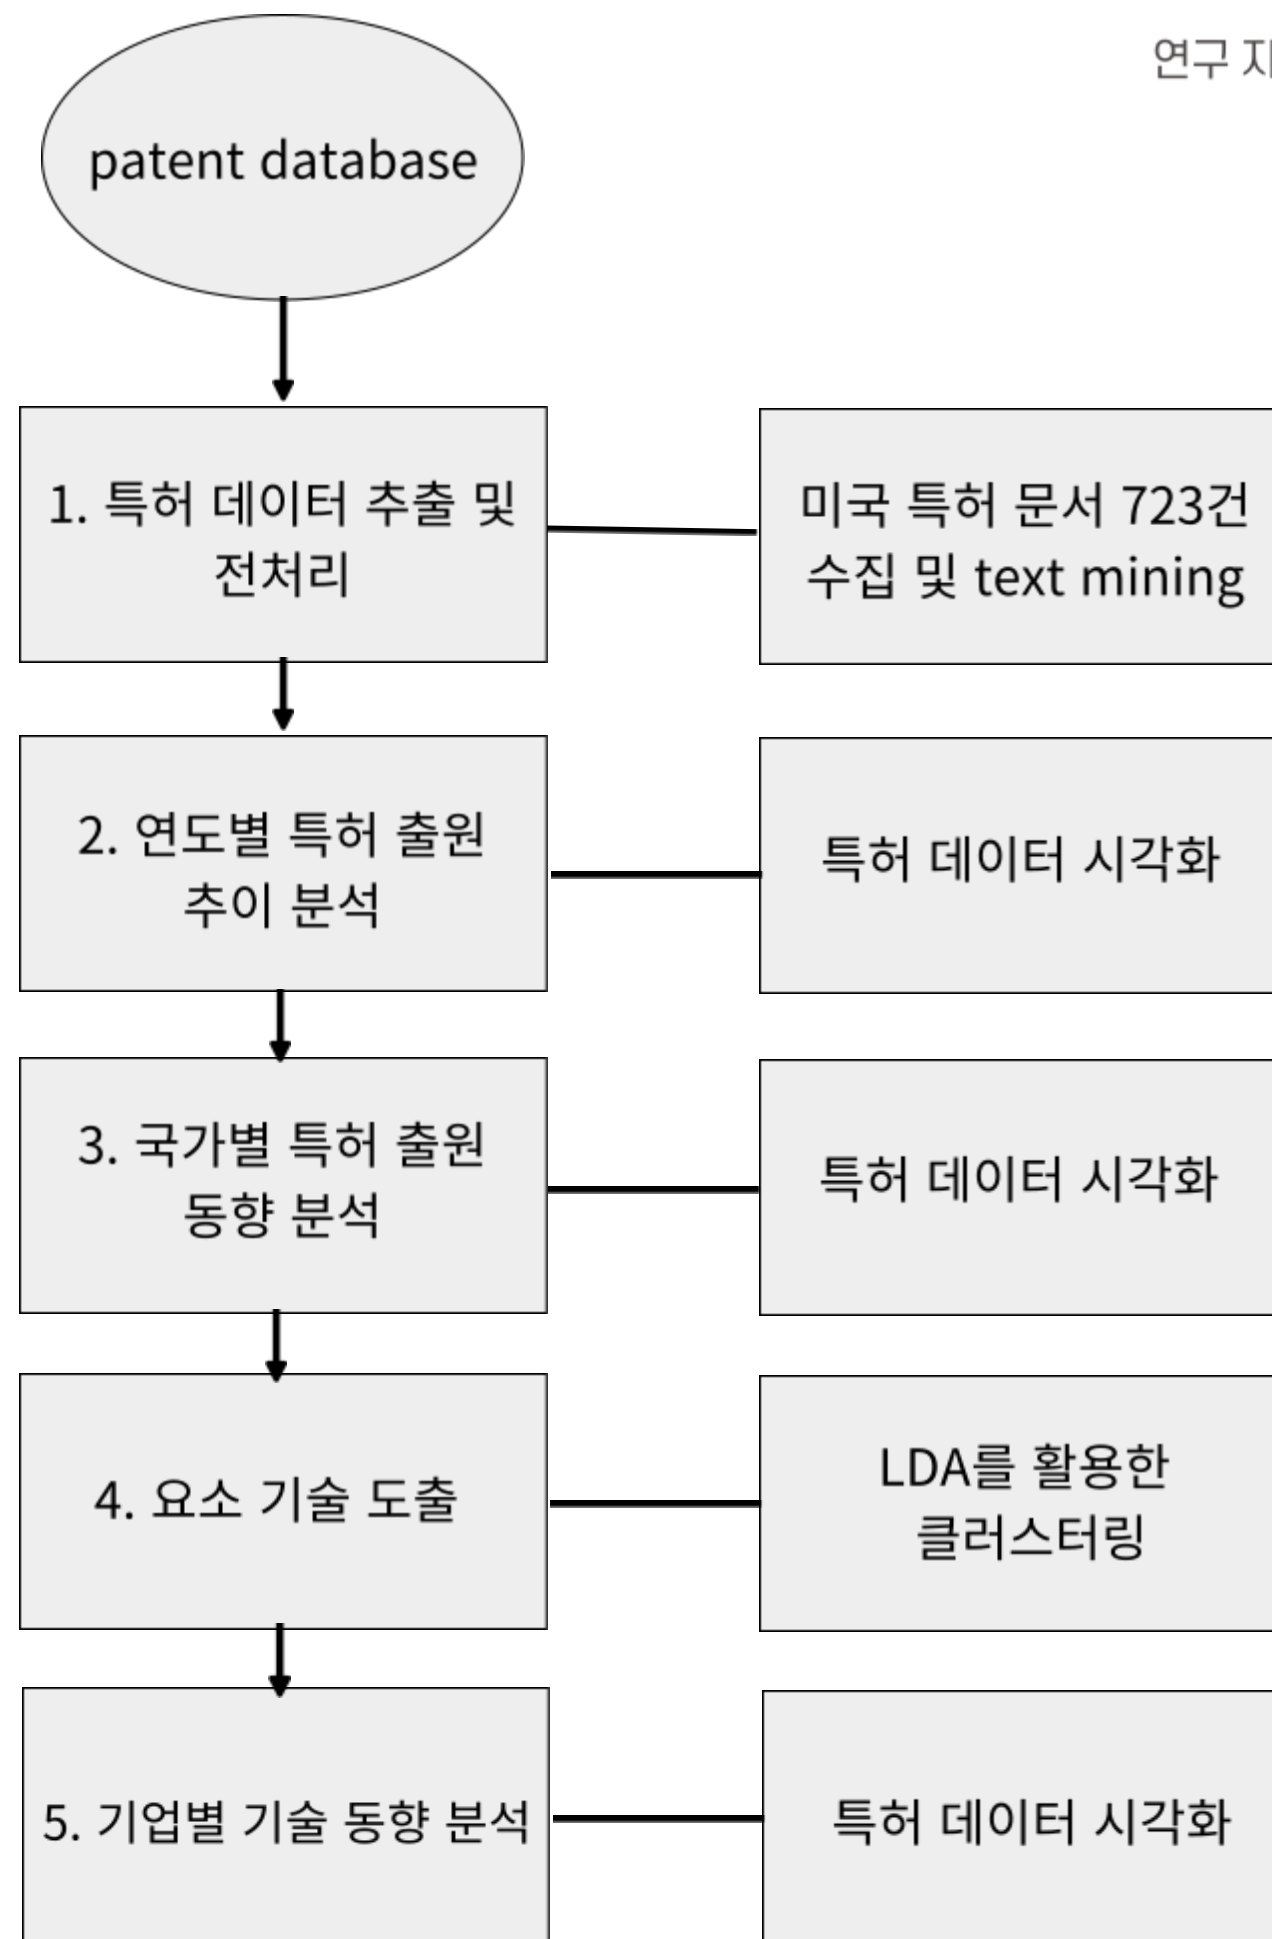 연구
patent database
1. 특허 데이터 추출 및
전처리
미국 특허 문서 723건
수집 및 text mining
2. 연도별 특허 출원
추이 분석
특허 데이터 시각화
3. 국가별 특허 출원
동향 분석
특허 데이터 시각화
4. 요소 기술 도출
LDA를 활용한
클러스터링
5. 기업별 기술 동향 분석
특허 데이터 시각화